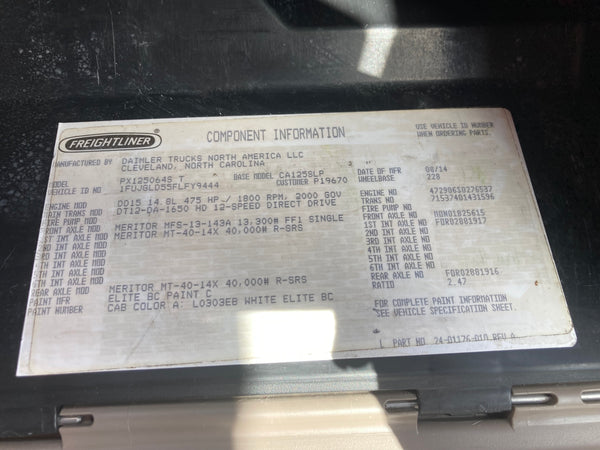 FREIGHTLINER
COMPONENT INFORMATION
USE VEHICLE ID NUMBER
WHEN ORDERING PARTS.
MANUFACTURED BY DAIMLER TRUCKS NORTH AMERICA LLC
CLEVELAND, NORTH CAROLINA
MODEL PX125064S T BASE MODEL CA125SLP DATE OF MFR 08/14
VEHICLE ID NO 1FUJGLD55FLFY9444 CUSTOMER P19670 WHEELBASE 228
ENGINE MOD DD15 14.8L 475 HP / 1800 RPM, 2000 GOV ENGINE NO 472906S0276537
MAIN TRANS MOD DT12-DA-1650 HD 12-SPEED DIRECT DRIVE TRANS NO 71537401431596
FIRE PUMP MOD FIRE PUMP NO
FRONT AXLE MOD MERITOR MFS-13-143A 13,300# FF1 SINGLE FRONT AXLE NO MON01825615
1ST INT AXLE MOD MERITOR MT-40-14X 40,000# R-SRS 1ST INT AXLE NO FOR02881917
2ND INT AXLE MOD 2ND INT AXLE NO
3RD INT AXLE MOD 3RD INT AXLE NO
4TH INT AXLE MOD 4TH INT AXLE NO
5TH INT AXLE MOD 5TH INT AXLE NO
6TH INT AXLE MOD 6TH INT AXLE NO
REAR AXLE MOD MERITOR MT-40-14X 40,000# R-SRS REAR AXLE NO FOR02881916
PAINT MFR ELITE BC PAINT C RATIO 2.47
PAINT NUMBER CAB COLOR A: L0303EB WHITE ELITE BC
FOR COMPLETE PAINT INFORMATION
SEE VEHICLE SPECIFICATION SHEET.
PART NO 24-01176-010 REV A